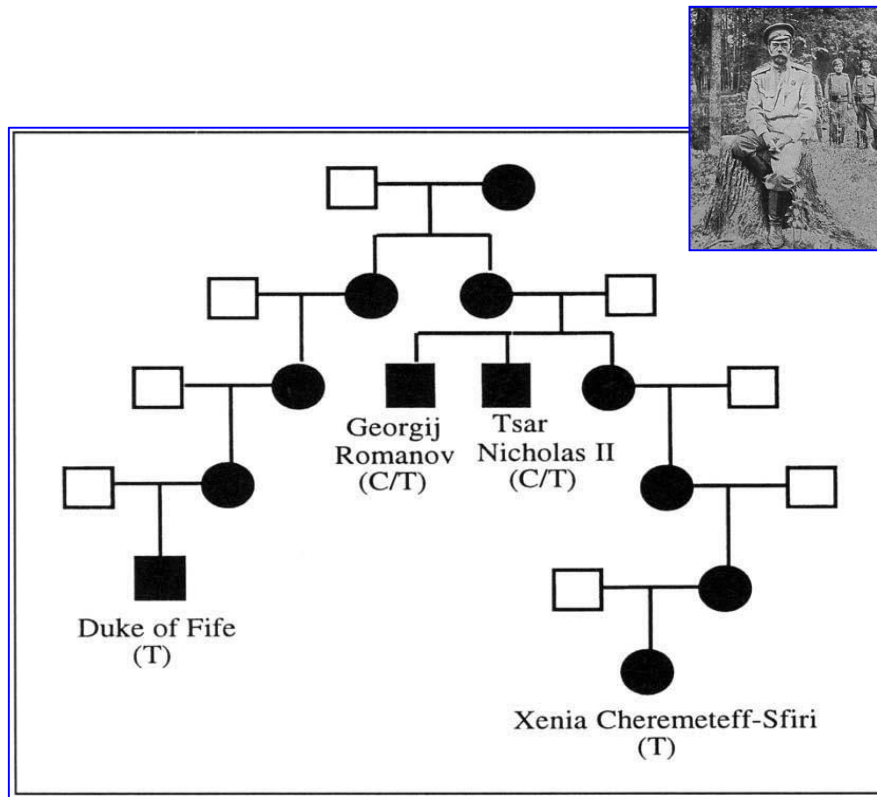 Georgij
Romanov
(C/T)
Tsar
Nicholas II
(C/T)
Duke of Fife
(T)
Xenia Cheremeteff-Sfiri
(T)